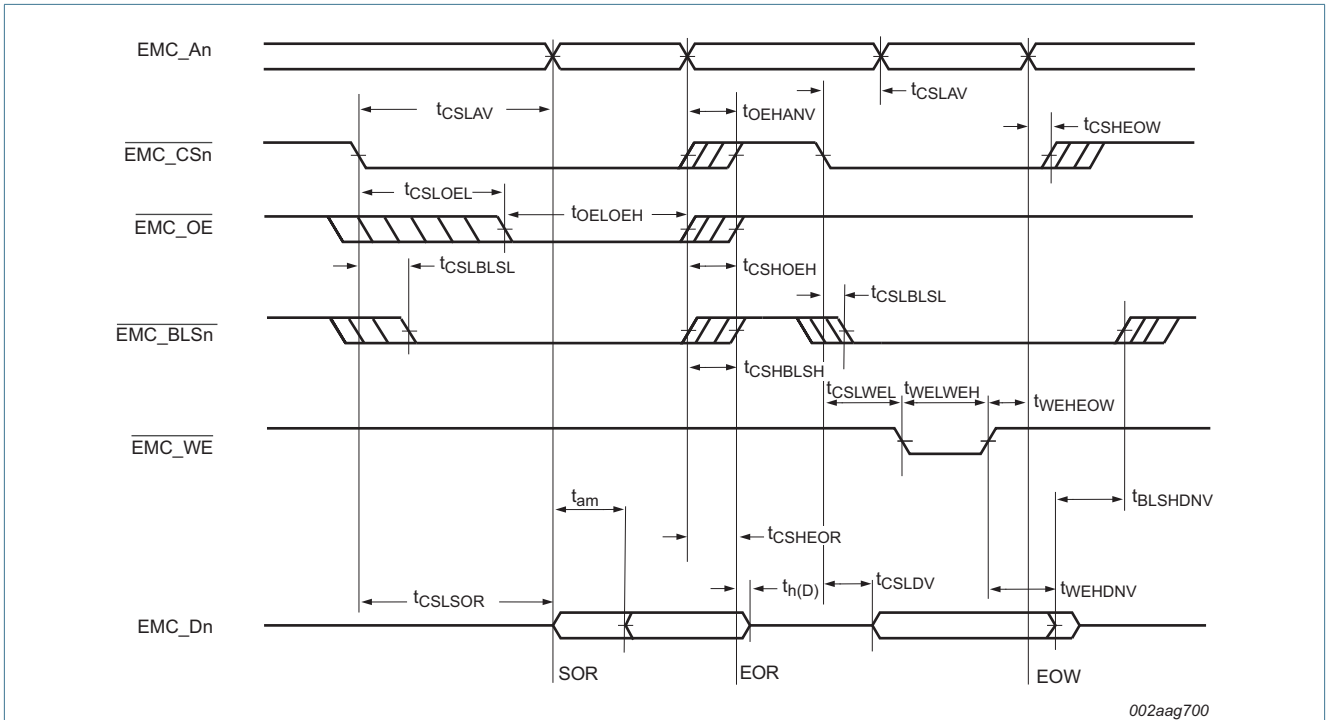 EMC_An
tCSLAV
tCSLAV
tOEHANV
tCSHEOW
EMC_CSn
tCSLOEL
tOELOEH
EMC_OE
tCSLBLSL
tCSHOEH
tCSLBLSL
EMC_BLSn
tCSHBLSH
tCSLWEL
tWELWEH
tWEHEOW
EMC_WE
tam
tBLSHDNV
tCSHEOR
tCSLSOR
th(D)
tCSLDV
tWEHDNV
EMC_Dn
SOR
EOR
EOW
002aag700